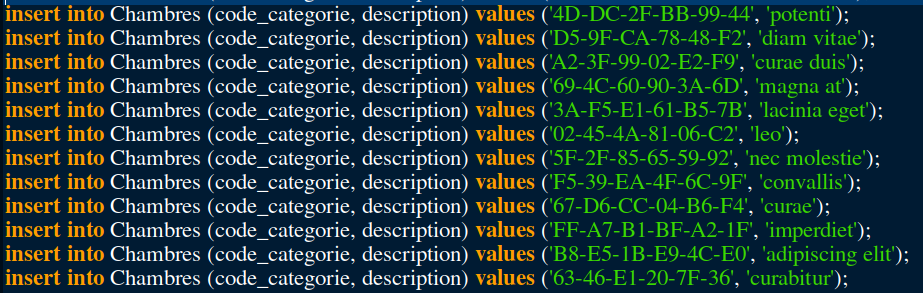 insert into Chambres (code_categorie, description) values ('4D-DC-2F-BB-99-44', 'potenti');
insert into Chambres (code_categorie, description) values ('D5-9F-CA-78-48-F2', 'diam vitae');
insert into Chambres (code_categorie, description) values ('A2-3F-99-02-E2-F9', 'curae duis');
insert into Chambres (code_categorie, description) values ('69-4C-60-90-3A-6D', 'magna at');
insert into Chambres (code_categorie, description) values ('3A-F5-E1-61-B5-7B', 'lacinia eget');
insert into Chambres (code_categorie, description) values ('02-45-4A-81-06-C2', 'leo');
insert into Chambres (code_categorie, description) values ('5F-2F-85-65-59-92', 'nec molestie');
insert into Chambres (code_categorie, description) values ('F5-39-EA-4F-6C-9F', 'convallis');
insert into Chambres (code_categorie, description) values ('67-D6-CC-04-B6-F4', 'curae');
insert into Chambres (code_categorie, description) values ('FF-A7-B1-BF-A2-1F', 'imperdiet');
insert into Chambres (code_categorie, description) values ('B8-E5-1B-E9-4C-E0', 'adipiscing elit');
insert into Chambres (code_categorie, description) values ('63-46-E1-20-7F-36', 'curabitur');